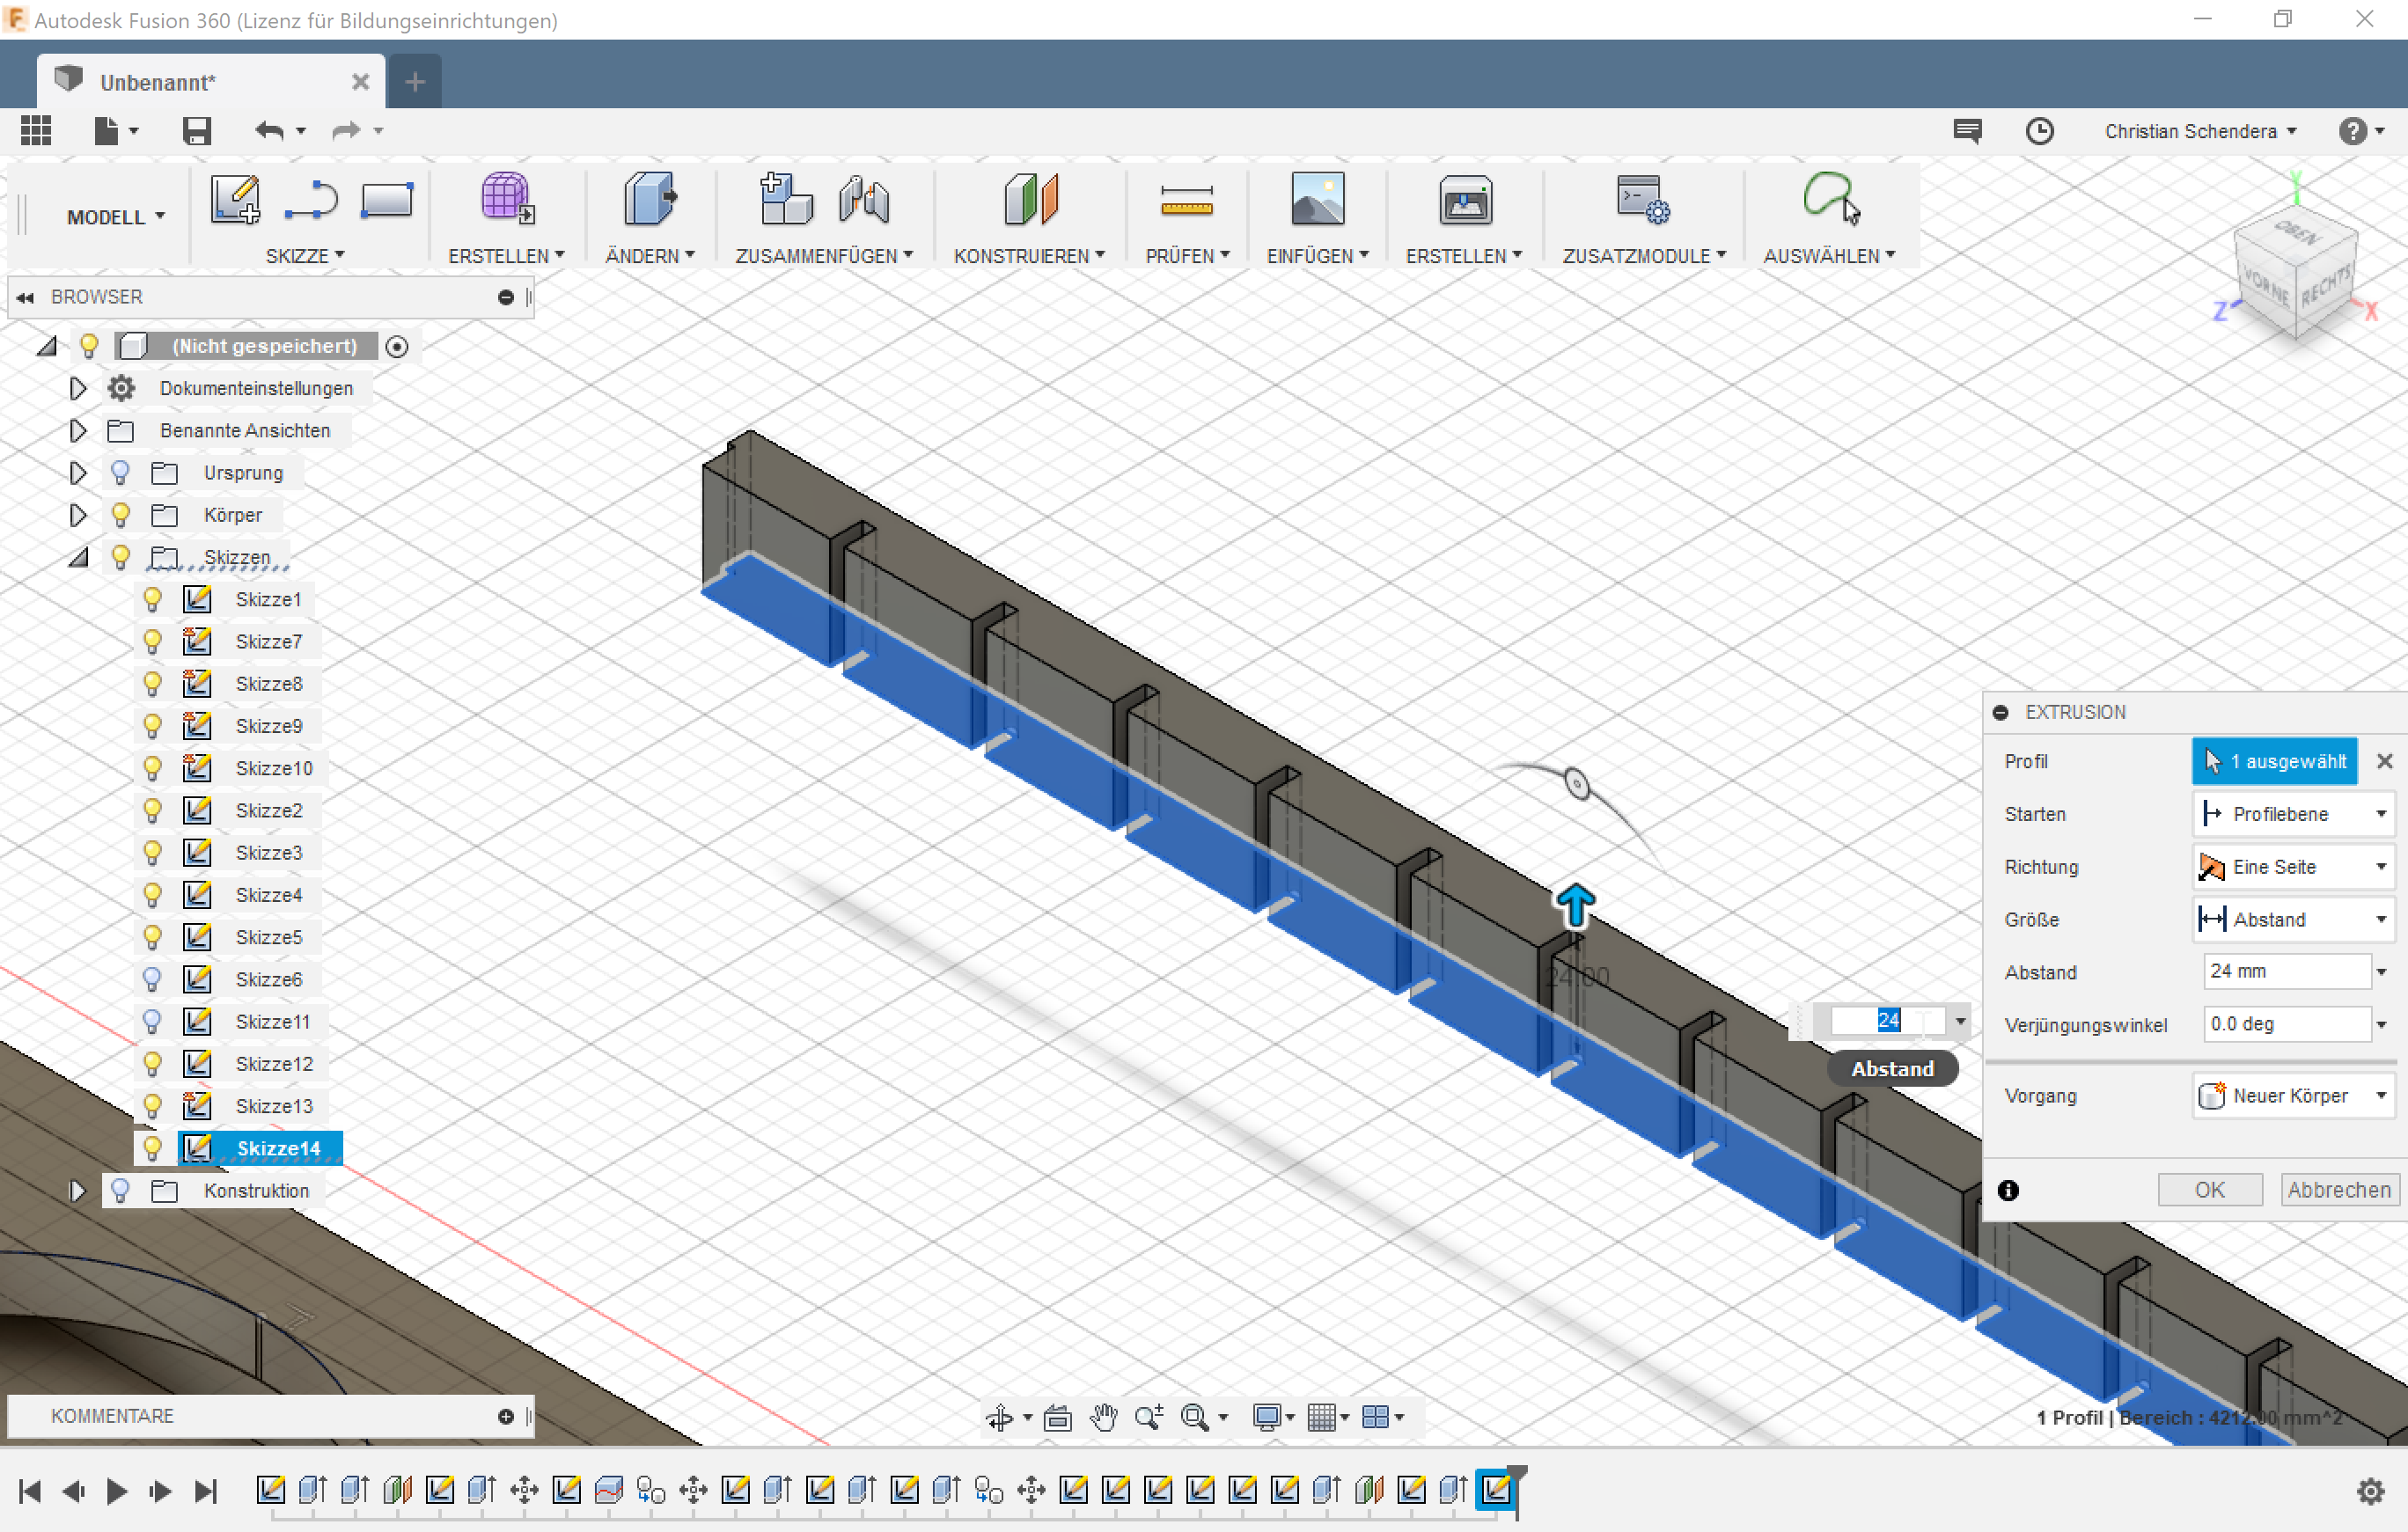 Autodesk Fusion 360 (Lizenz für Bildungseinrichtungen)
Unbenannt*
Christian Schendera
MODELL
SKIZZE
ERSTELLEN
ÄNDERN
ZUSAMMENFÜGEN
KONSTRUIEREN
PRÜFEN
EINFÜGEN
ERSTELLEN
ZUSATZMODULE
AUSWÄHLEN
Y
OBEN
VORNE
RECHTS
Z
X
BROWSER
(Nicht gespeichert)
Dokumenteinstellungen
Benannte Ansichten
Ursprung
Körper
Skizzen
Skizze1
Skizze7
Skizze8
Skizze9
Skizze10
Skizze2
Skizze3
Skizze4
Skizze5
Skizze6
Skizze11
Skizze12
Skizze13
Skizze14
Konstruktion
24.00
24
Abstand
EXTRUSION
Profil 1 ausgewählt
Starten Profilebene
Richtung Eine Seite
Größe Abstand
Abstand 24 mm
Verjüngungswinkel 0.0 deg
Vorgang Neuer Körper
OK Abbrechen
KOMMENTARE
1 Profil | Bereich : 4212.00 mm^2